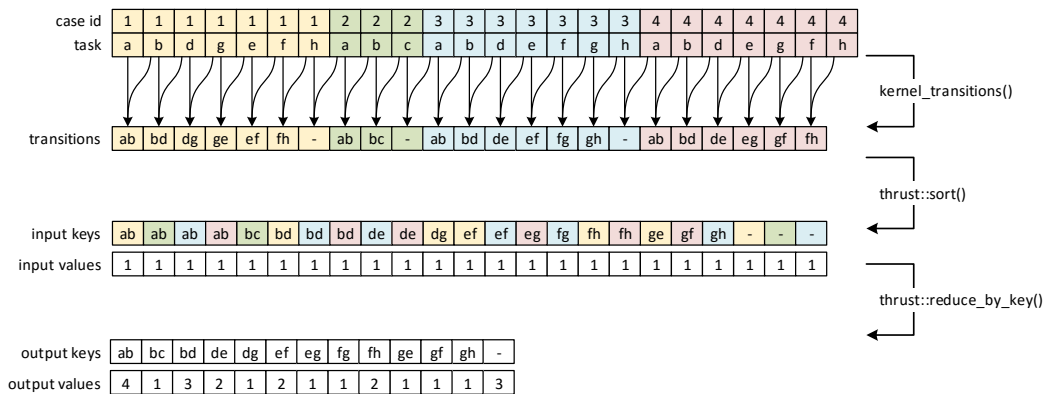 case id 1 1 1 1 1 1 1 2 2 2 3 3 3 3 3 3 3 4 4 4 4 4 4 4
task a b d g e f h a b c a b d e f g h a b d e g f h
kernel_transitions()
transitions ab bd dg ge ef fh - ab bc - ab bd de ef fg gh - ab bd de eg gf fh
thrust::sort()
input keys ab ab ab ab bc bd bd bd de de dg ef ef eg fg fh fh ge gf gh - - -
input values 1 1 1 1 1 1 1 1 1 1 1 1 1 1 1 1 1 1 1 1 1 1 1
thrust::reduce_by_key()
output keys ab bc bd de dg ef eg fg fh ge gf gh -
output values 4 1 3 2 1 2 1 1 2 1 1 1 3